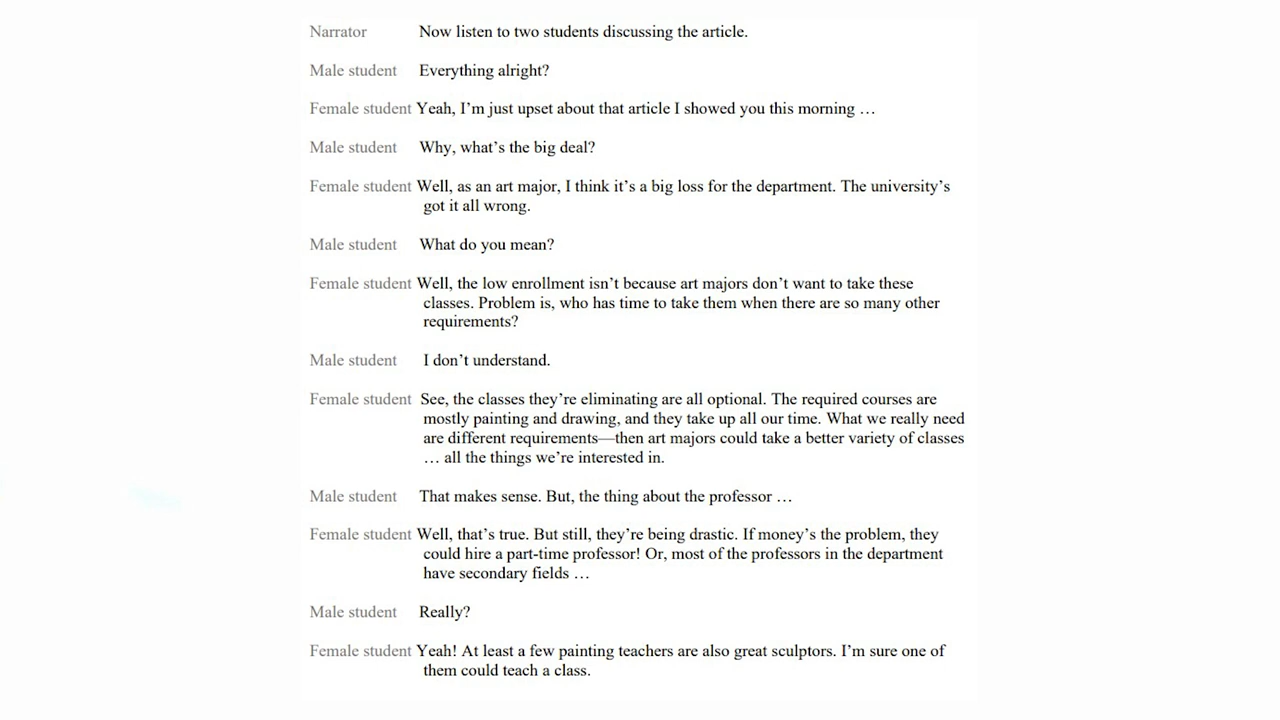 Narrator Now listen to two students discussing the article.
Male student Everything alright?
Female student Yeah, I'm just upset about that article I showed you this morning …
Male student Why, what's the big deal?
Female student Well, as an art major, I think it's a big loss for the department. The university's
got it all wrong.
Male student What do you mean?
Female student Well, the low enrollment isn't because art majors don't want to take these
classes. Problem is, who has time to take them when there are so many other
requirements?
Male student I don't understand.
Female student See, the classes they're eliminating are all optional. The required courses are
mostly painting and drawing, and they take up all our time. What we really need
are different requirements—then art majors could take a better variety of classes
… all the things we're interested in.
Male student That makes sense. But, the thing about the professor …
Female student Well, that's true. But still, they're being drastic. If money's the problem, they
could hire a part-time professor! Or, most of the professors in the department
have secondary fields …
Male student Really?
Female student Yeah! At least a few painting teachers are also great sculptors. I'm sure one of
them could teach a class.